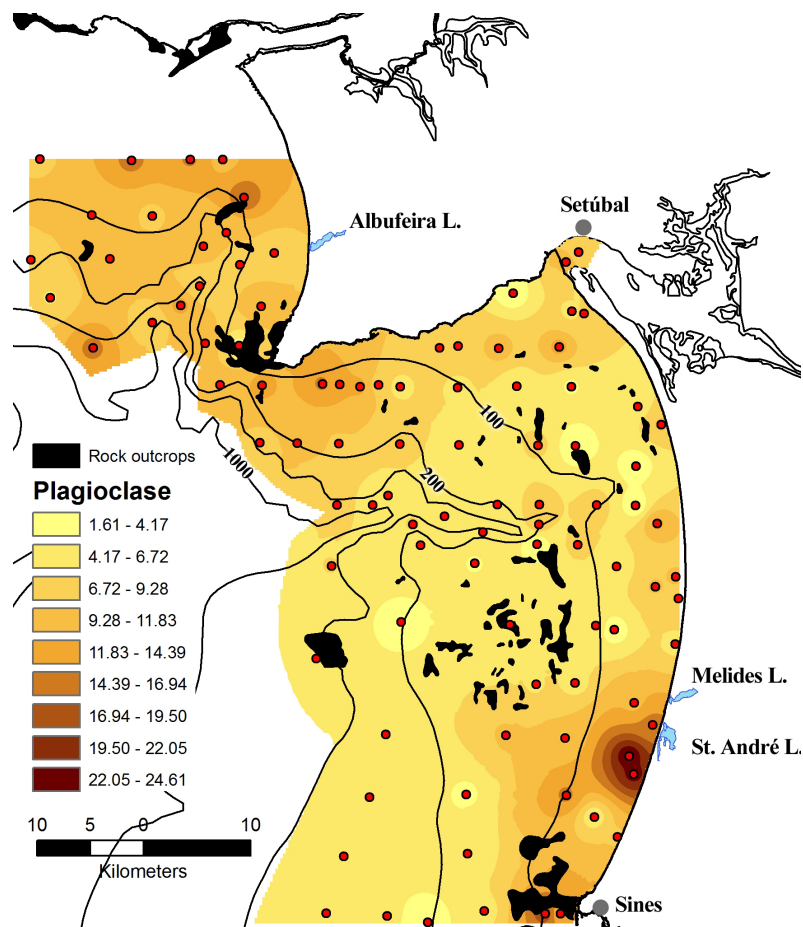 Albufeira L.
Setúbal
100
200
1000
Rock outcrops
Plagioclase
1.61 - 4.17
4.17 - 6.72
6.72 - 9.28
9.28 - 11.83
11.83 - 14.39
14.39 - 16.94
16.94 - 19.50
19.50 - 22.05
22.05 - 24.61
Melides L.
St. André L.
10 5 0 10
Kilometers
Sines